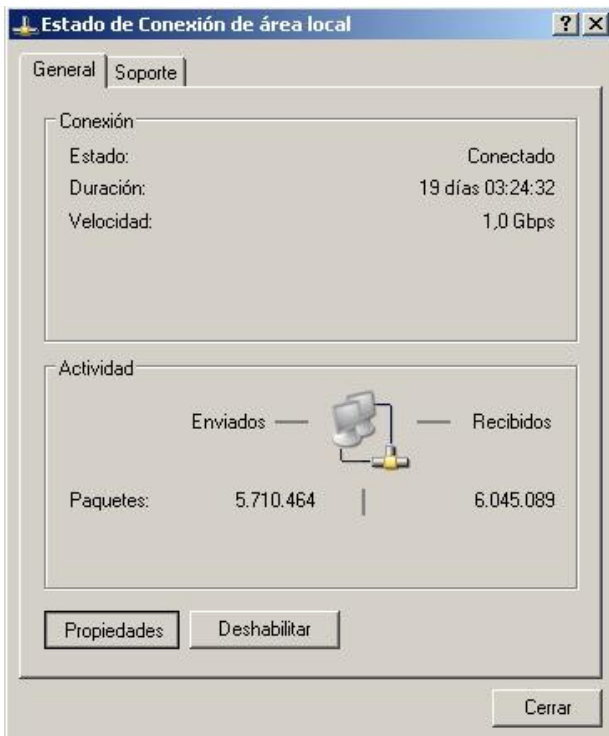 Estado de Conexión de área local
General Soporte
Conexión
Estado: Conectado
Duración: 19 días 03:24:32
Velocidad: 1,0 Gbps
Actividad
Enviados Recibidos
Paquetes: 5.710.464 6.045.089
Propiedades Deshabilitar
Cerrar